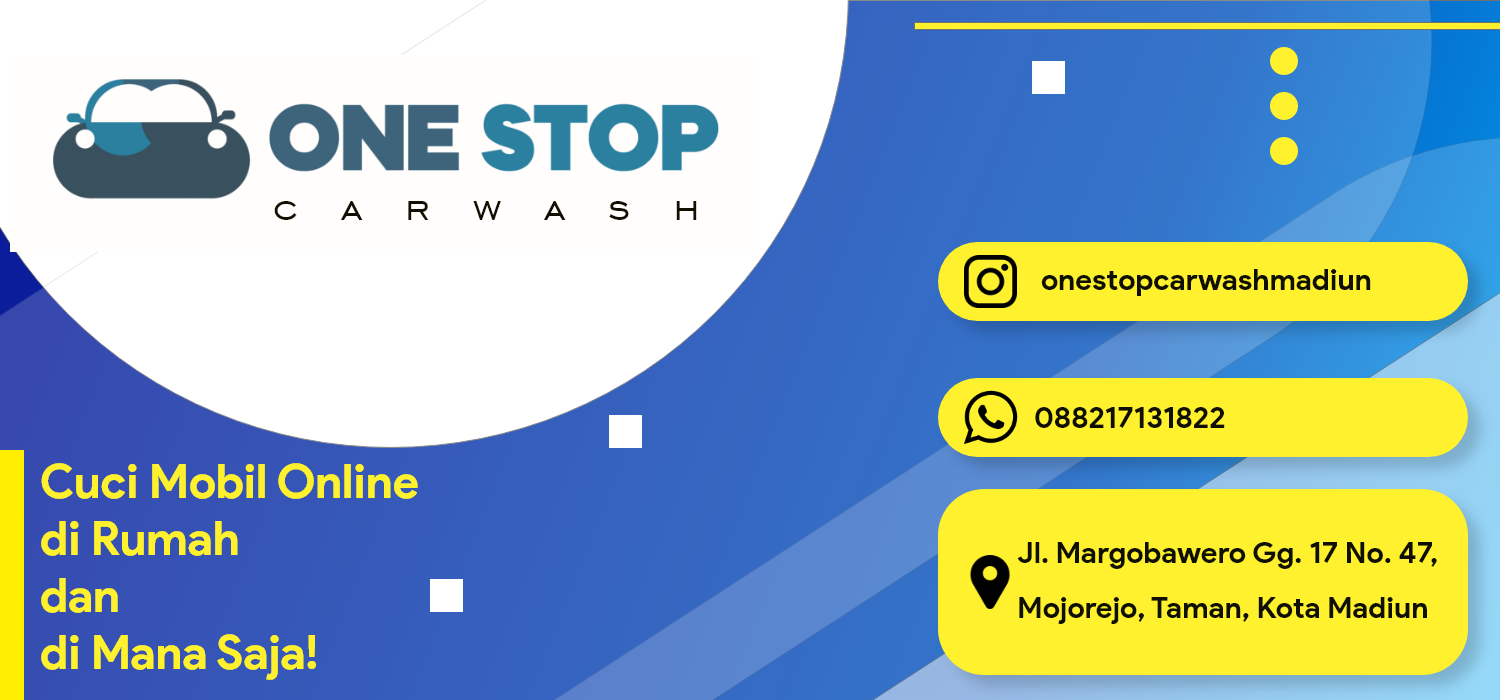 ONE STOP
CARWASH
onestopcarwashmadiun
088217131822
Jl. Margobawero Gg. 17 No. 47,
Mojorejo, Taman, Kota Madiun
Cuci Mobil Online
di Rumah
dan
di Mana Saja!